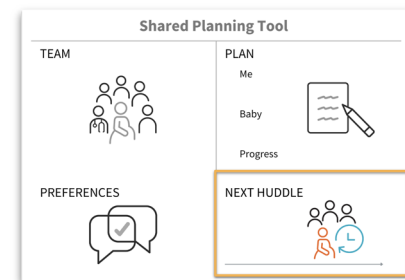 Shared Planning Tool
TEAM
PLAN
Me
Baby
Progress
PREFERENCES
NEXT HUDDLE